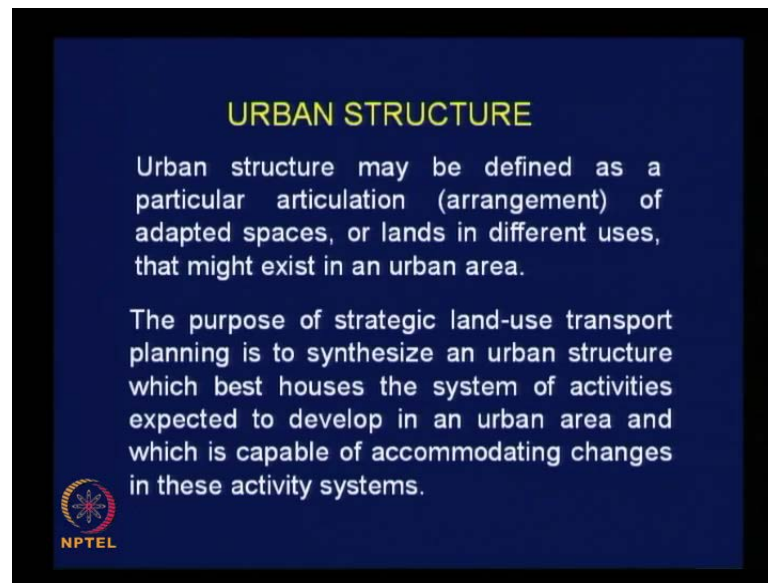 URBAN STRUCTURE
Urban structure may be defined as a
particular articulation (arrangement) of
adapted spaces, or lands in different uses,
that might exist in an urban area.
The purpose of strategic land-use transport
planning is to synthesize an urban structure
which best houses the system of activities
expected to develop in an urban area and
which is capable of accommodating changes
in these activity systems.
NPTEL